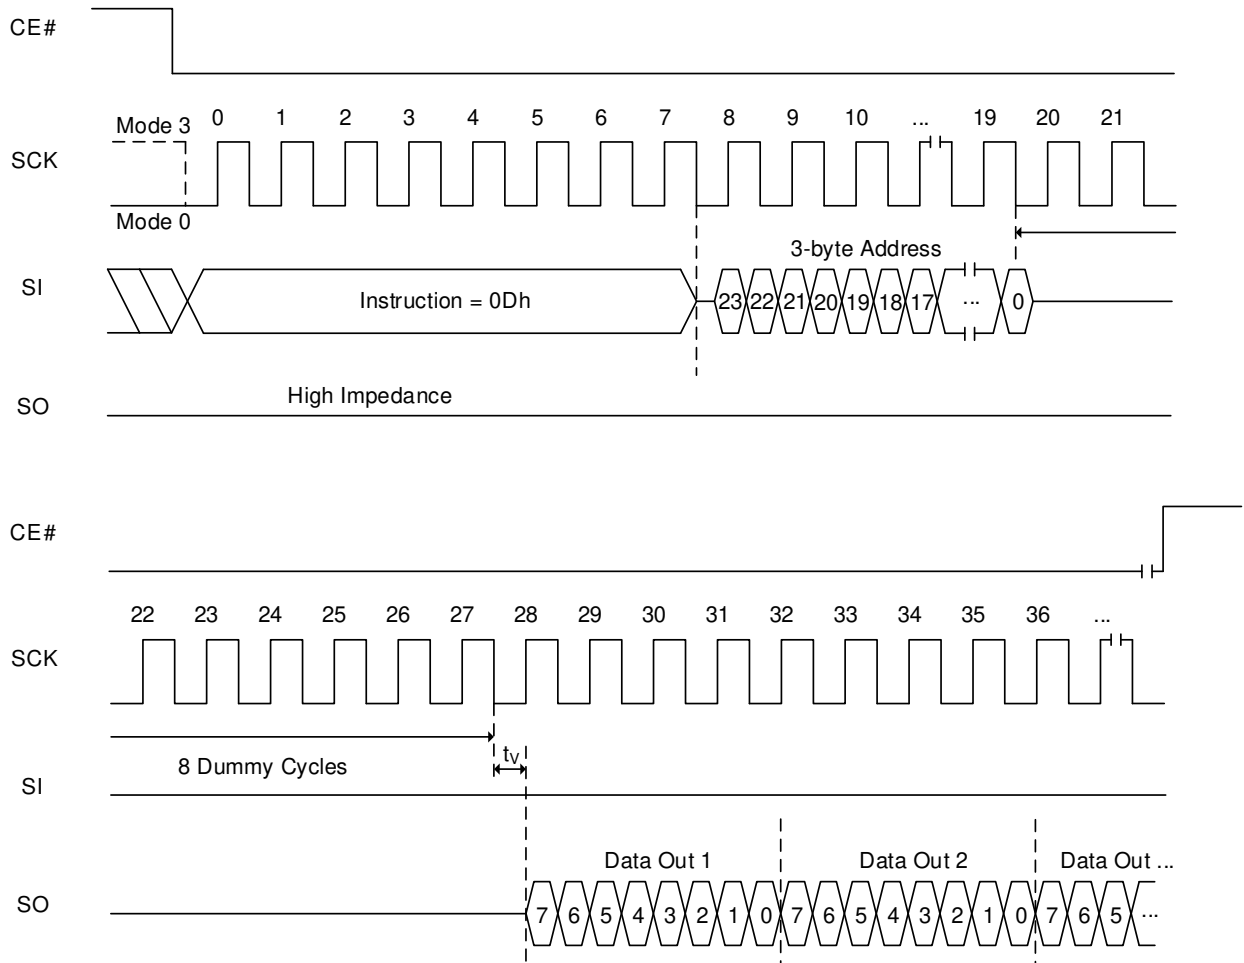 CE#
Mode 3
0 1 2 3 4 5 6 7 8 9 10 ... 19 20 21
SCK
Mode 0
3-byte Address
SI
Instruction = 0Dh
23 22 21 20 19 18 17 ... 0
High Impedance
SO
CE#
22 23 24 25 26 27 28 29 30 31 32 33 34 35 36 ...
SCK
tV
8 Dummy Cycles
SI
Data Out 1 Data Out 2 Data Out ...
SO
7 6 5 4 3 2 1 0 7 6 5 4 3 2 1 0 7 6 5 ...